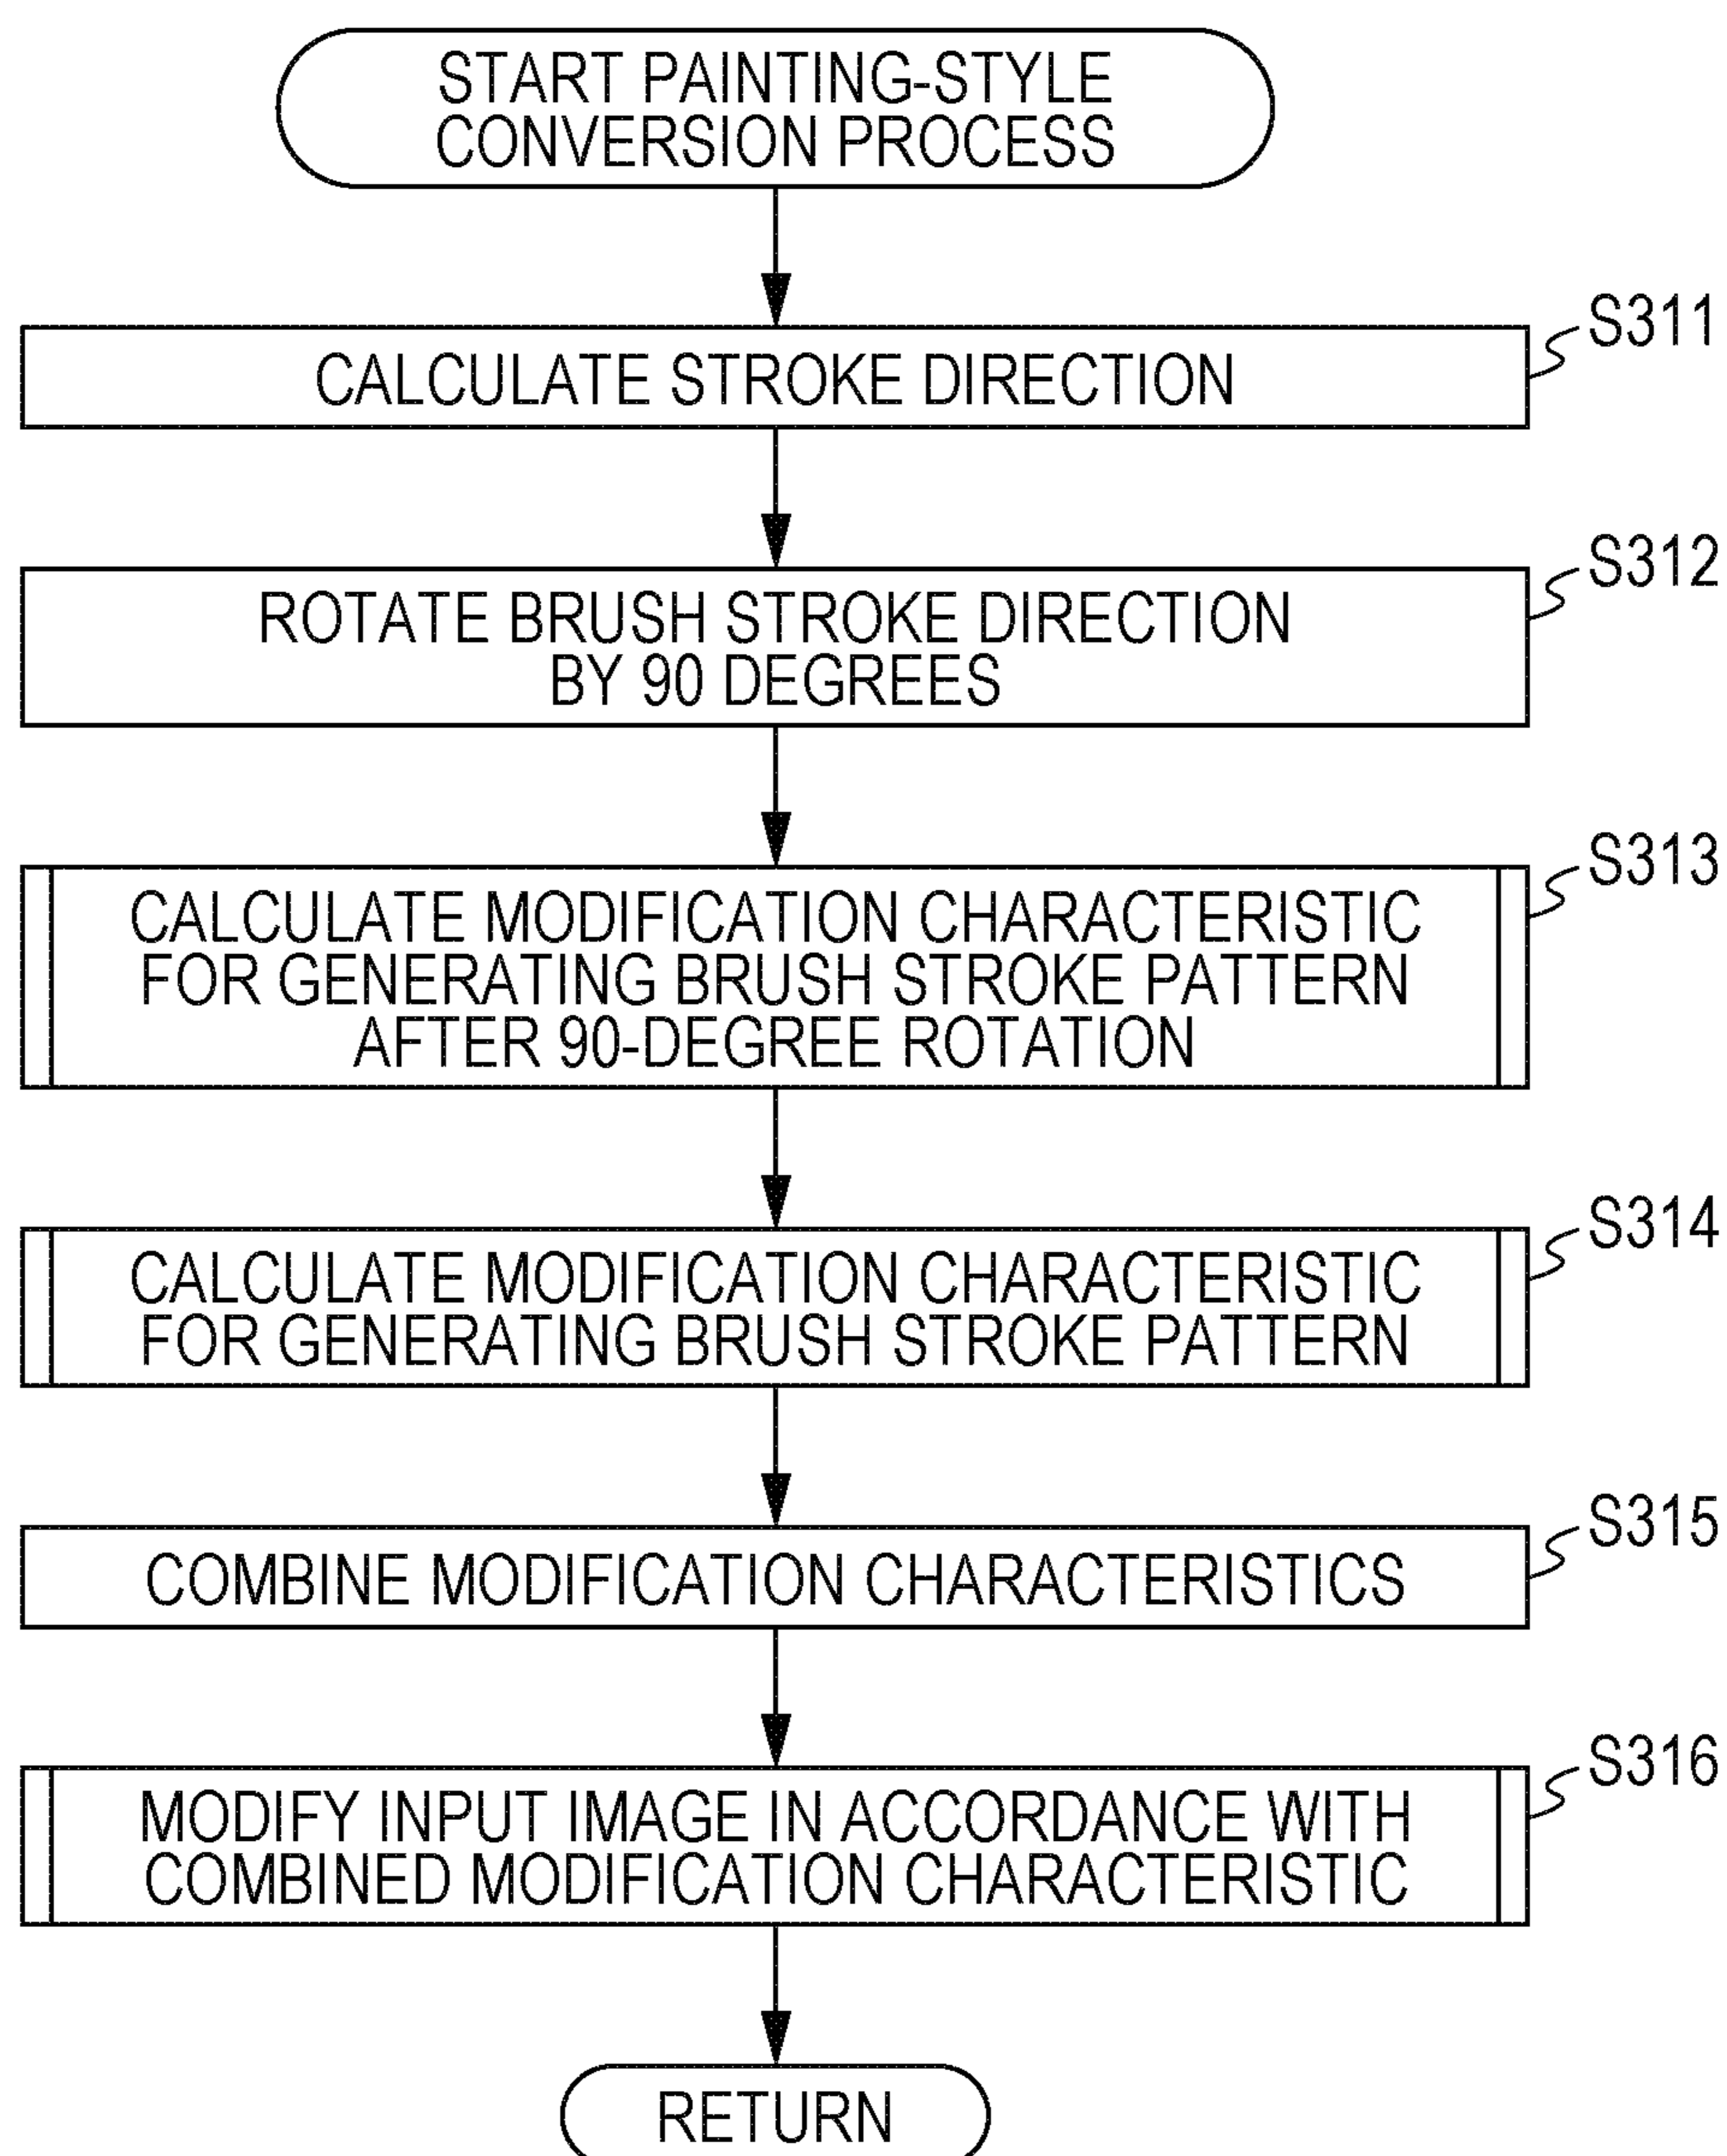 START PAINTING-STYLE
CONVERSION PROCESS
S311
CALCULATE STROKE DIRECTION
S312
ROTATE BRUSH STROKE DIRECTION
BY 90 DEGREES
S313
CALCULATE MODIFICATION CHARACTERISTIC
FOR GENERATING BRUSH STROKE PATTERN
AFTER 90-DEGREE ROTATION
S314
CALCULATE MODIFICATION CHARACTERISTIC
FOR GENERATING BRUSH STROKE PATTERN
S315
COMBINE MODIFICATION CHARACTERISTICS
S316
MODIFY INPUT IMAGE IN ACCORDANCE WITH
COMBINED MODIFICATION CHARACTERISTIC
RETURN